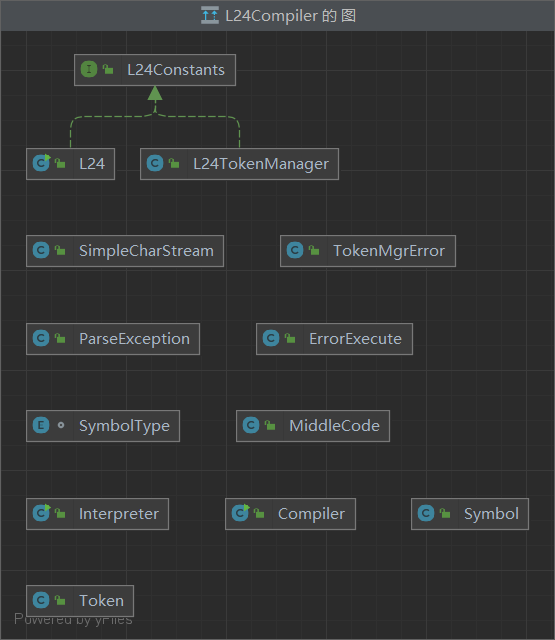 L24Compiler 的图
L24Constants
L24
L24TokenManager
SimpleCharStream
TokenMgrError
ParseException
ErrorExecute
SymbolType
MiddleCode
Interpreter
Compiler
Symbol
Token
Powered by yFiles